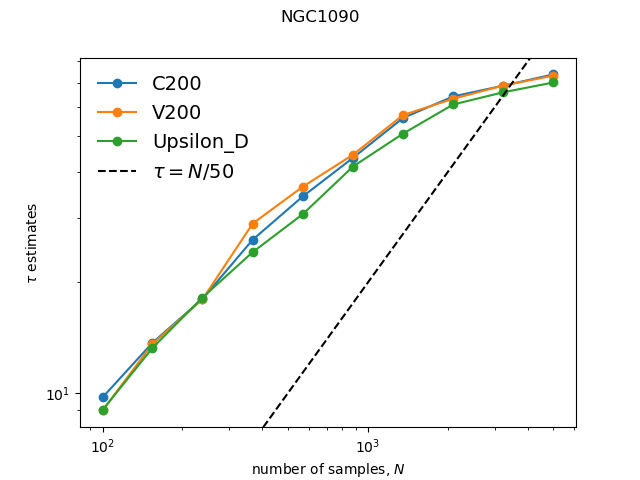 NGC1090
C200
V200
Upsilon_D
τ = N/50
τ estimates
10¹
10² 10³
number of samples, N